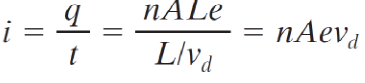 i = q/t = nALe/(L/v_d) = nAev_d